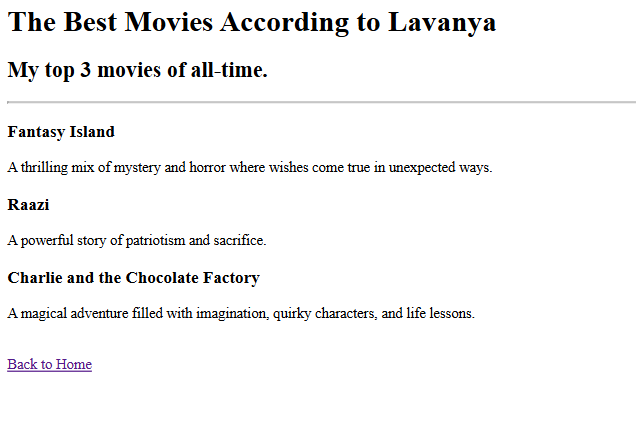 The Best Movies According to Lavanya
My top 3 movies of all-time.
Fantasy Island
A thrilling mix of mystery and horror where wishes come true in unexpected ways.
Raazi
A powerful story of patriotism and sacrifice.
Charlie and the Chocolate Factory
A magical adventure filled with imagination, quirky characters, and life lessons.
Back to Home